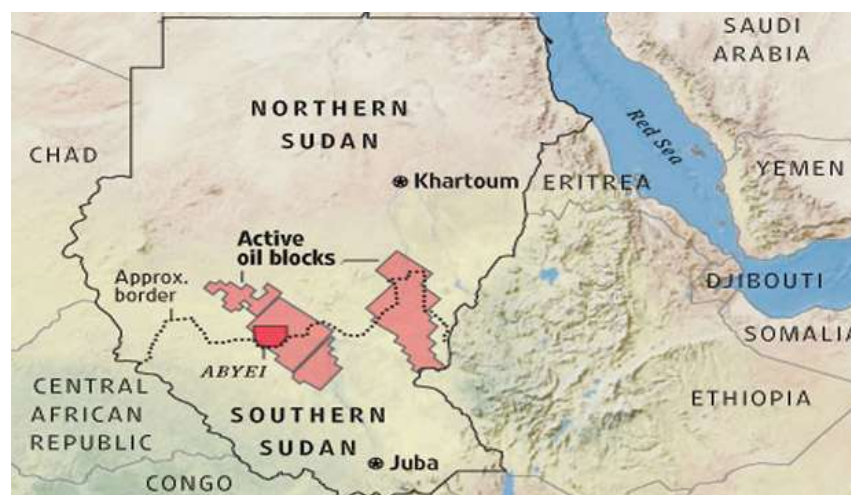 SAUDI
ARABIA
NORTHERN
SUDAN
Red Sea
CHAD
YEMEN
Khartoum
ERITREA
Active
oil blocks
Approx.
border
DJIBOUTI
SOMALIA
ABYEI
CENTRAL
AFRICAN
REPUBLIC
ETHIOPIA
SOUTHERN
SUDAN
Juba
CONGO